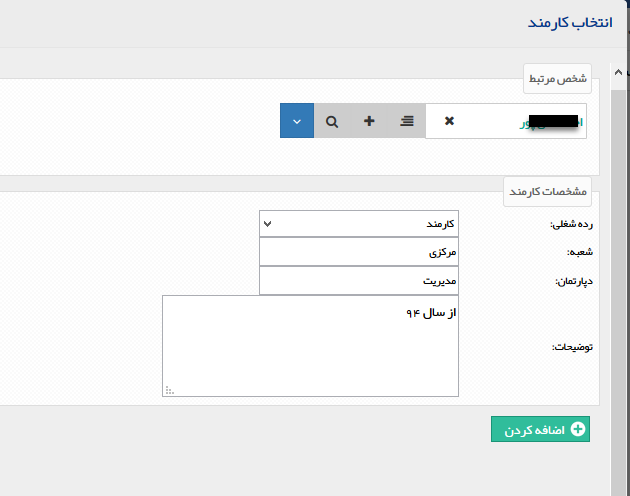 انتخاب کارمند
شخص مرتبط
پور
مشخصات کارمند
رده شغلی: کارمند
شعبه: مرکزی
دپارتمان: مدیریت
توضیحات: از سال ۹۴
اضافه کردن